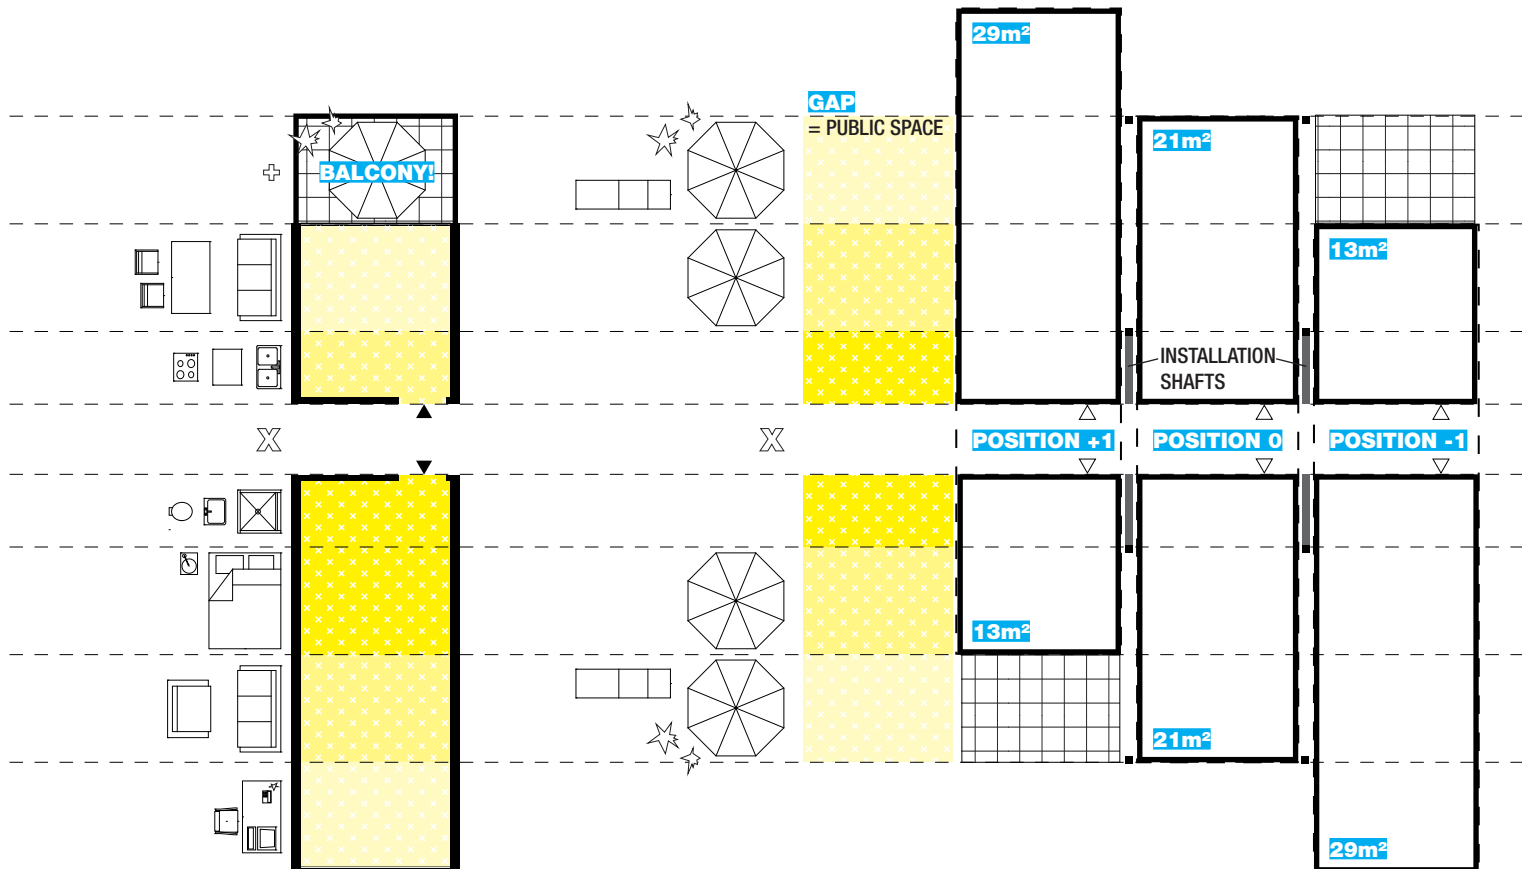 29m²
GAP
= PUBLIC SPACE
21m²
BALCONY!
13m²
INSTALLATION
SHAFTS
X
X
POSITION +1
POSITION 0
POSITION -1
13m²
21m²
29m²